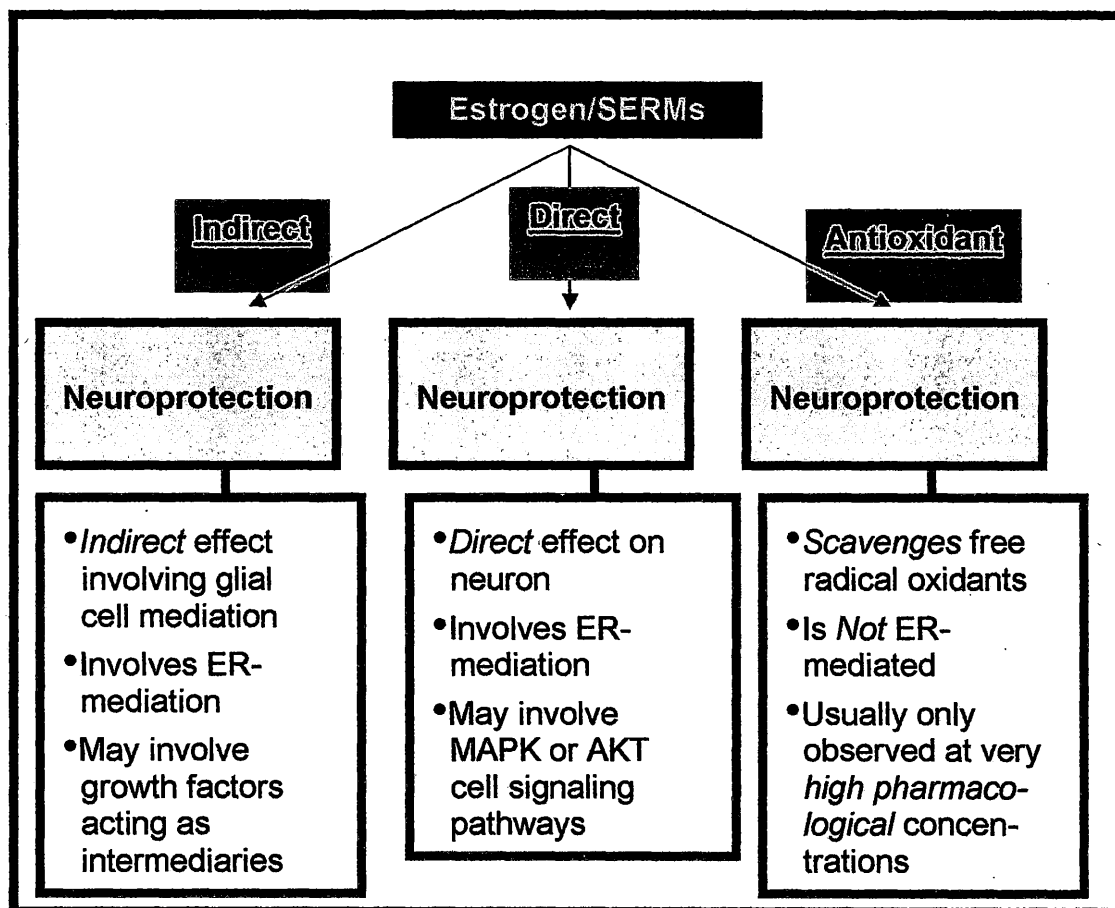 Estrogen/SERMs
Indirect
Direct
Antioxidant
Neuroprotection
Neuroprotection
Neuroprotection
•Indirect effect
involving glial
cell mediation
•Involves ER-
mediation
•May involve
growth factors
acting as
intermediaries
•Direct effect on
neuron
•Involves ER-
mediation
•May involve
MAPK or AKT
cell signaling
pathways
•Scavenges free
radical oxidants
•Is Not ER-
mediated
•Usually only
observed at very
high pharmaco-
logical concen-
trations